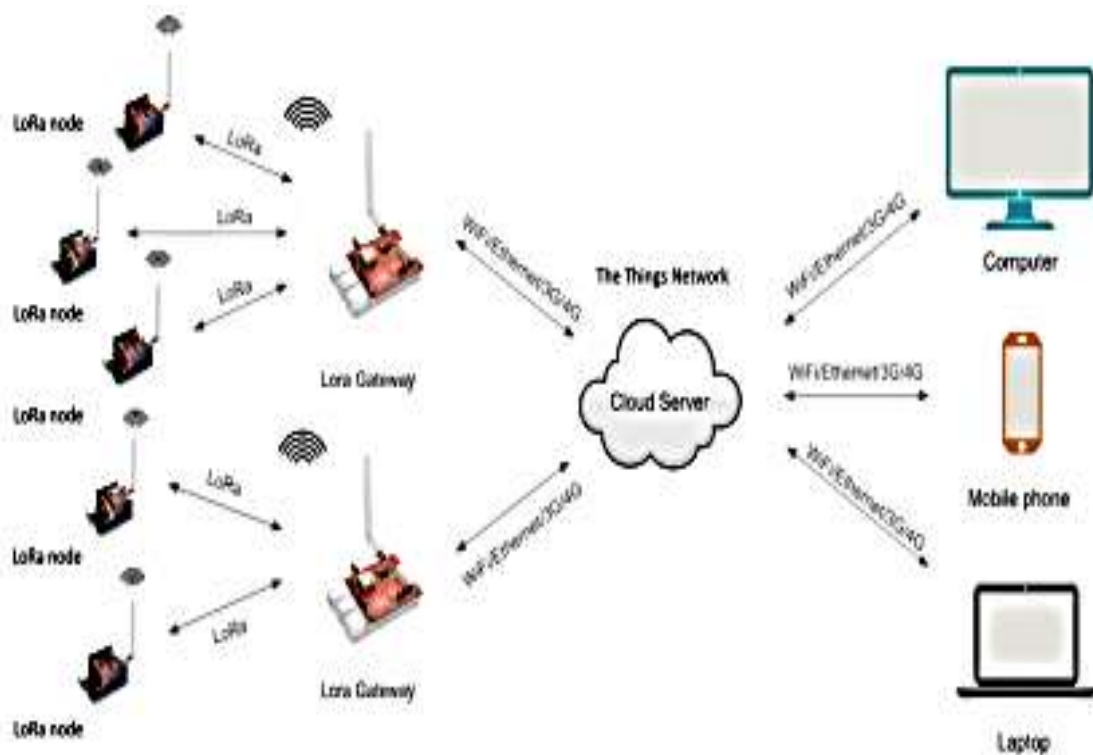 LoRa node
LoRa
LoRa
LoRa node
LoRa
LoRa node
Lora Gateway
WiFi/Ethernet/3G/4G
The Things Network
Cloud Server
WiFi/Ethernet/3G/4G
Computer
WiFi/Ethernet 3G/4G
Mobile phone
WiFi/Ethernet/3G/4G
Laptop
LoRa
LoRa node
LoRa
LoRa node
Lora Gateway
WiFi/Ethernet/3G/4G